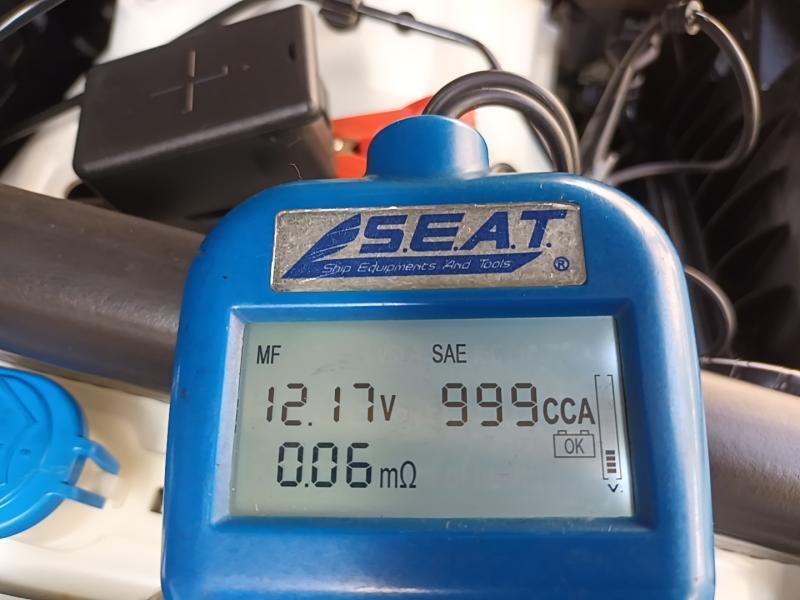 S.E.A.T.
Ship Equipments And Tools ®
MF SAE
12.17V 999CCA
OK
0.06mΩ
V.